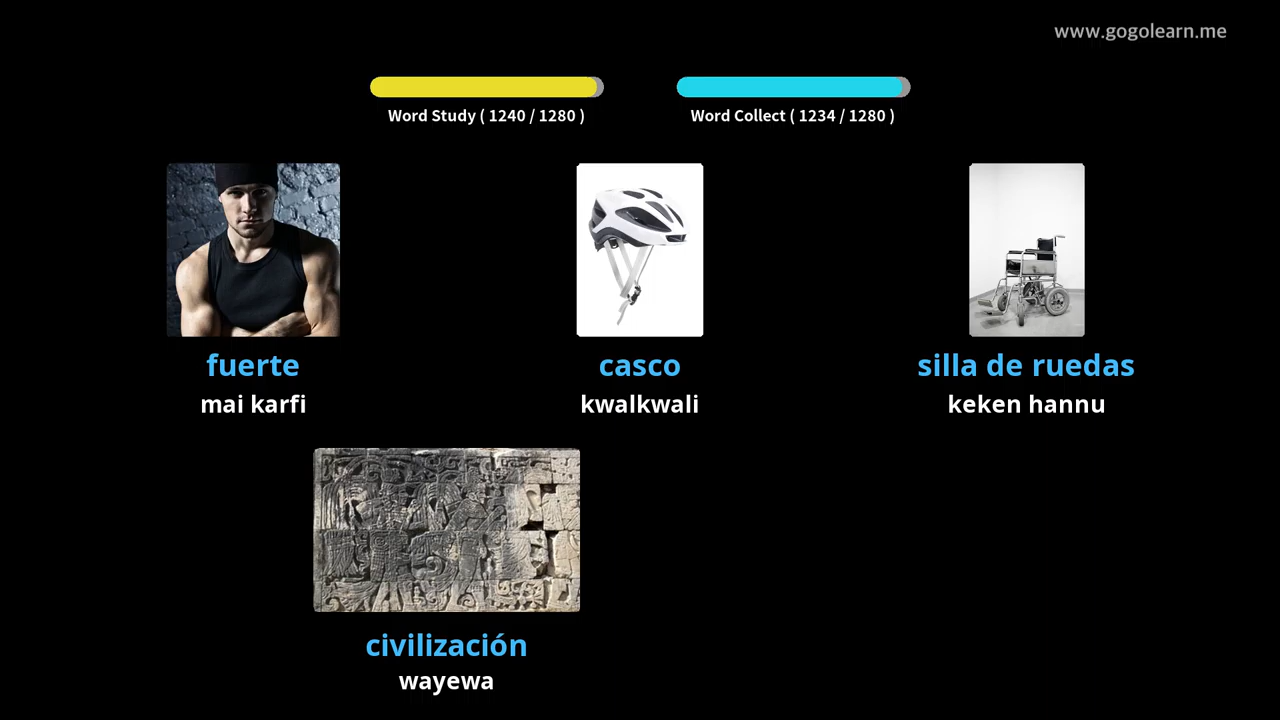 www.gogolearn.me
Word Study ( 1240 / 1280 )
Word Collect ( 1234 / 1280 )
fuerte
mai karfi
casco
kwalkwali
silla de ruedas
keken hannu
civilización
wayewa